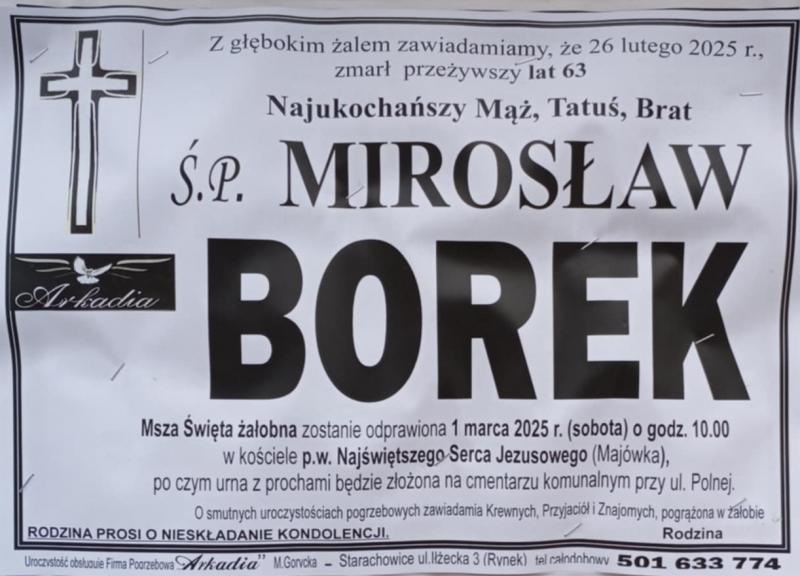 Z głębokim żalem zawiadamiamy, że 26 lutego 2025 r.,
zmarł przeżywszy lat 63
Najukochańszy Mąż, Tatuś, Brat
Ś.P. MIROSŁAW
BOREK
Arkadia
Msza Święta żałobna zostanie odprawiona 1 marca 2025 r. (sobota) o godz. 10.00
w kościele p.w. Najświętszego Serca Jezusowego (Majówka),
po czym urna z prochami będzie złożona na cmentarzu komunalnym przy ul. Polnej.
O smutnych uroczystościach pogrzebowych zawiadamia Krewnych, Przyjaciół i Znajomych, pogrążona w żałobie
RODZINA PROSI O NIESKŁADANIE KONDOLENCJI. Rodzina
Uroczystość obsługuje Firma Pogrzebowa "Arkadia" M.Gorycka – Starachowice ul.Iłżecka 3 (Rynek) tel.całodobowy 501 633 774